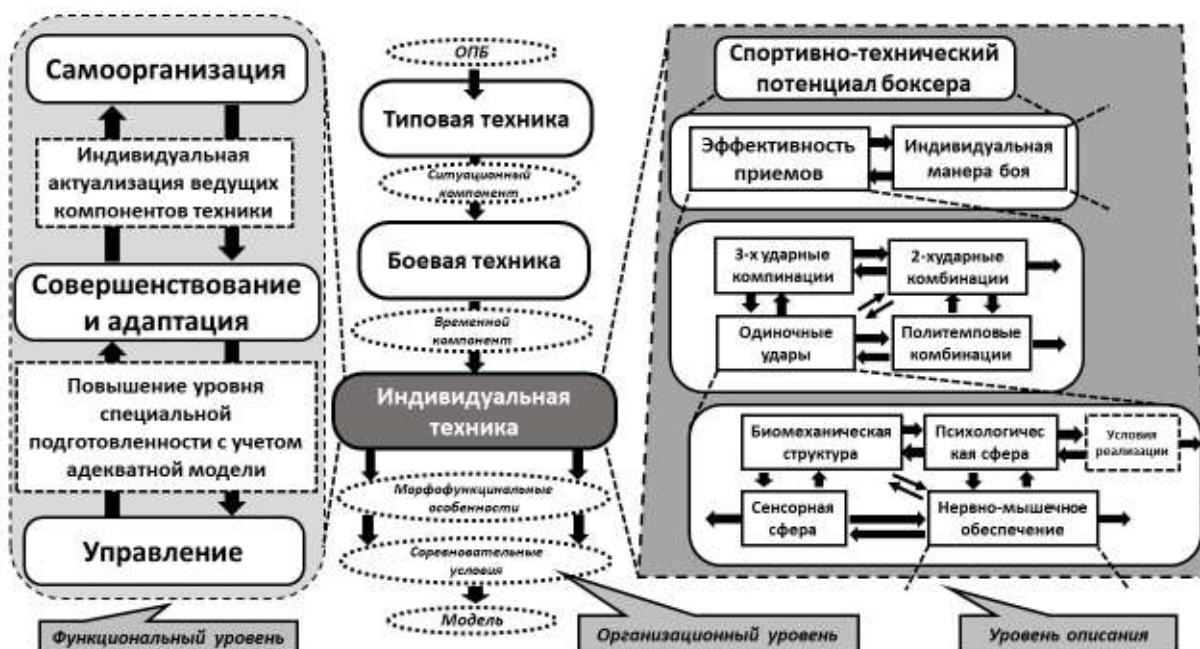 Самоорганизация
Индивидуальная
актуализация ведущих
компонентов техники
Совершенствование
и адаптация
Повышение уровня
специальной
подготовленности с учетом
адекватной модели
Управление
Функциональный уровень
ОПБ
Типовая техника
Ситуационный
компонент
Боевая техника
Временной
компонент
Индивидуальная
техника
Морфофункцинальные
особенности
Соревновательные
условия
Модель
Организационный уровень
Спортивно-технический
потенциал боксера
Эффективность
приемов
Индивидуальная
манера боя
3-х ударные
компинации
2-хударные
комбинации
Одиночные
удары
Политемповые
комбинации
Биомеханическая
структура
Психологичес
кая сфера
Условия
реализации
Сенсорная
сфера
Нервно-мышечное
обеспечение
Уровень описания